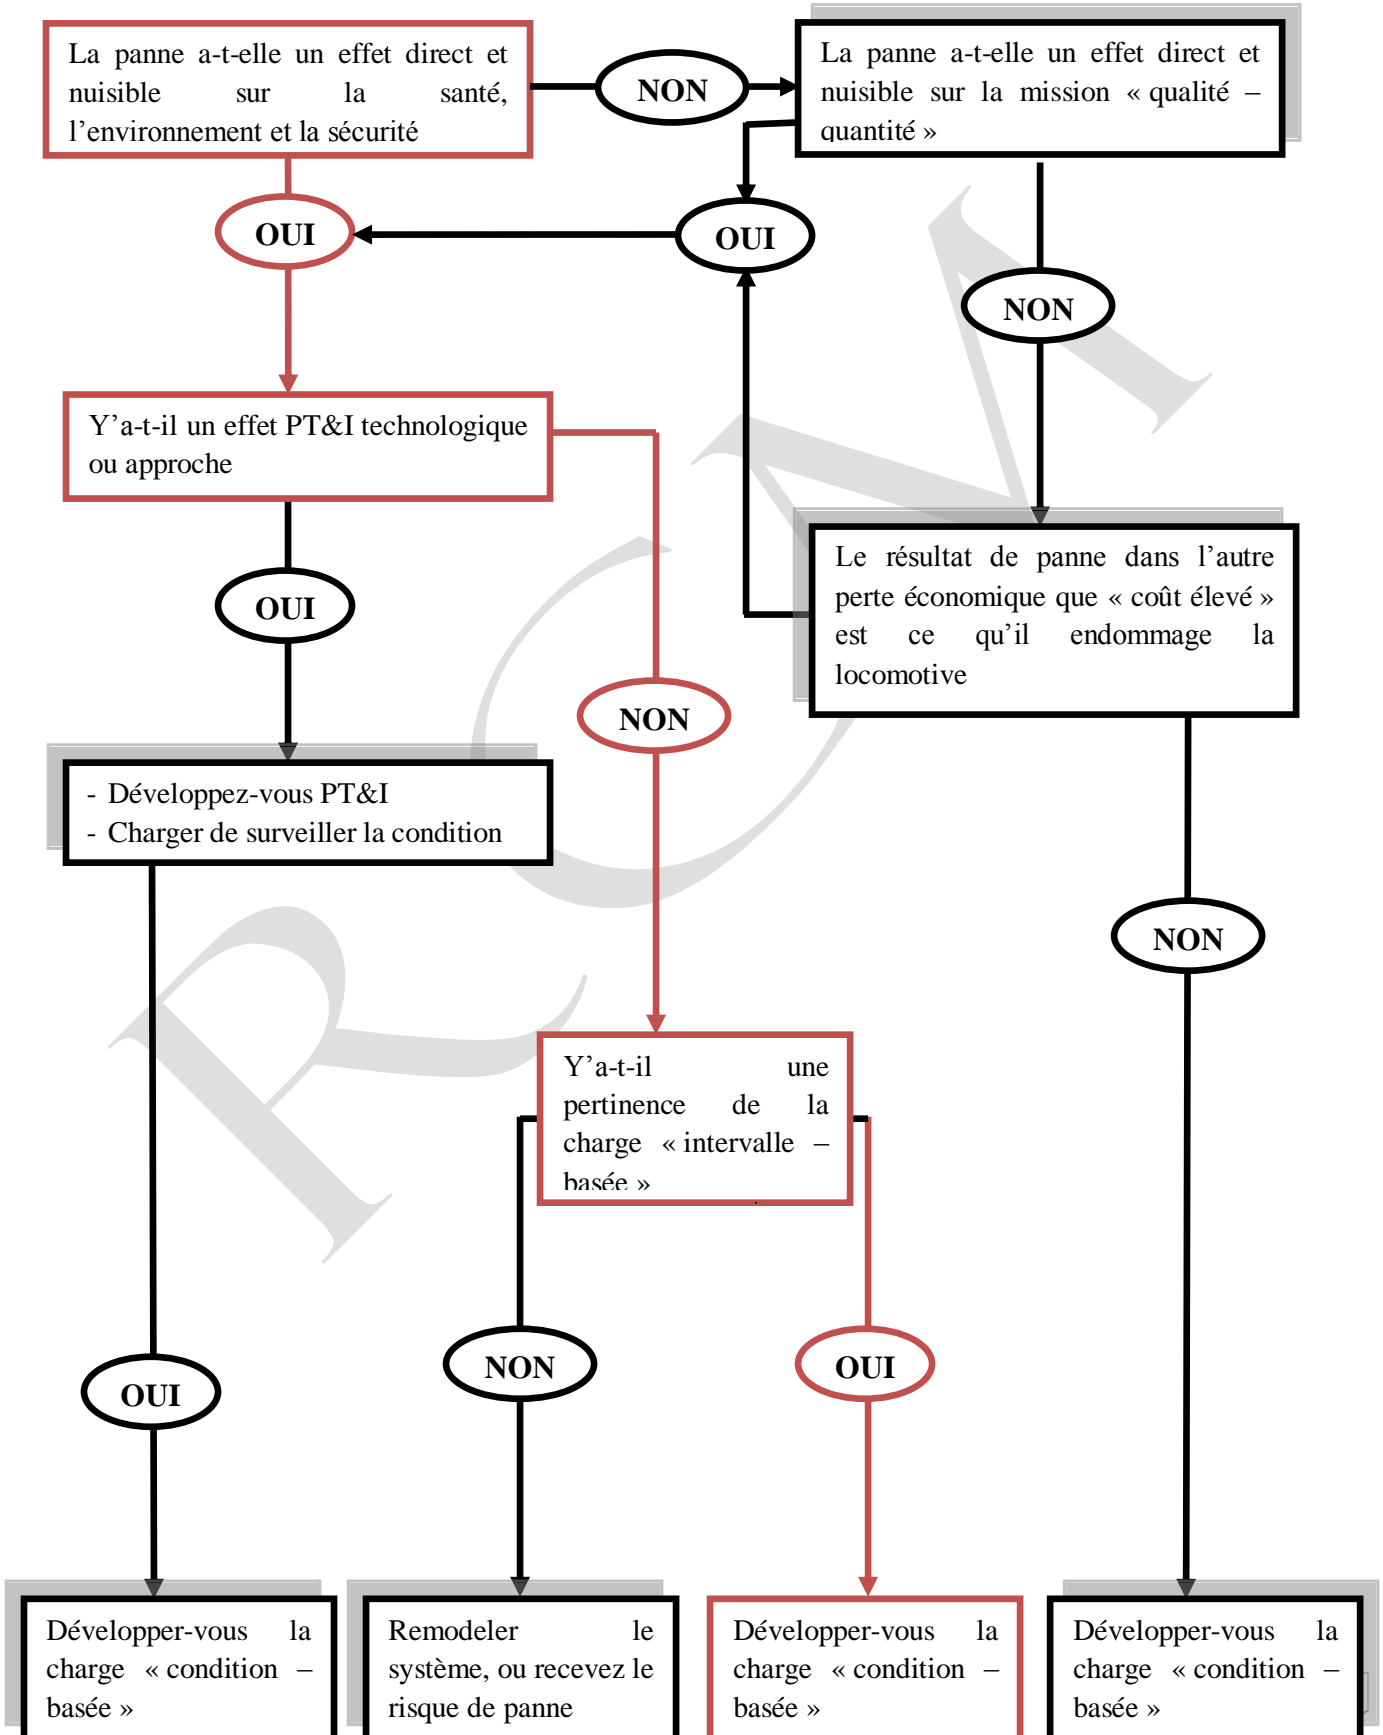 La panne a-t-elle un effet direct et
nuisible sur la santé,
l’environnement et la sécurité
NON
La panne a-t-elle un effet direct et
nuisible sur la mission « qualité –
quantité »
OUI
OUI
NON
Y’a-t-il un effet PT&I technologique
ou approche
Le résultat de panne dans l’autre
perte économique que « coût élevé »
est ce qu’il endommage la
locomotive
OUI
NON
- Développez-vous PT&I
- Charger de surveiller la condition
NON
Y’a-t-il une
pertinence de la
charge « intervalle –
basée »
OUI
NON
OUI
Développer-vous la
charge « condition –
basée »
Remodeler le
système, ou recevez le
risque de panne
Développer-vous la
charge « condition –
basée »
Développer-vous la
charge « condition –
basée »
RCM